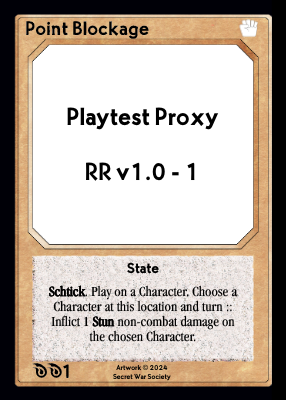 Point Blockage
Playtest Proxy
RR v1.0 - 1
State
Schtick. Play on a Character. Choose a
Character at this location and turn ::
Inflict 1 Stun non-combat damage on
the chosen Character.
1
Artwork © 2024
Secret War Society